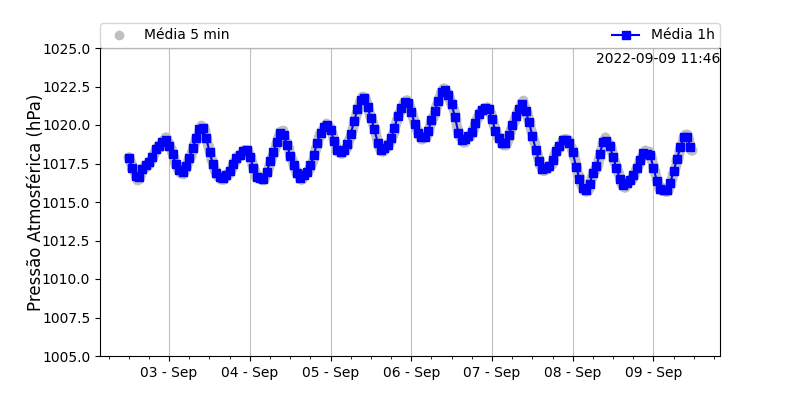 Média 5 min
Média 1h
2022-09-09 11:46
Pressão Atmosférica (hPa)
1025.0
1022.5
1020.0
1017.5
1015.0
1012.5
1010.0
1007.5
1005.0
03 - Sep
04 - Sep
05 - Sep
06 - Sep
07 - Sep
08 - Sep
09 - Sep